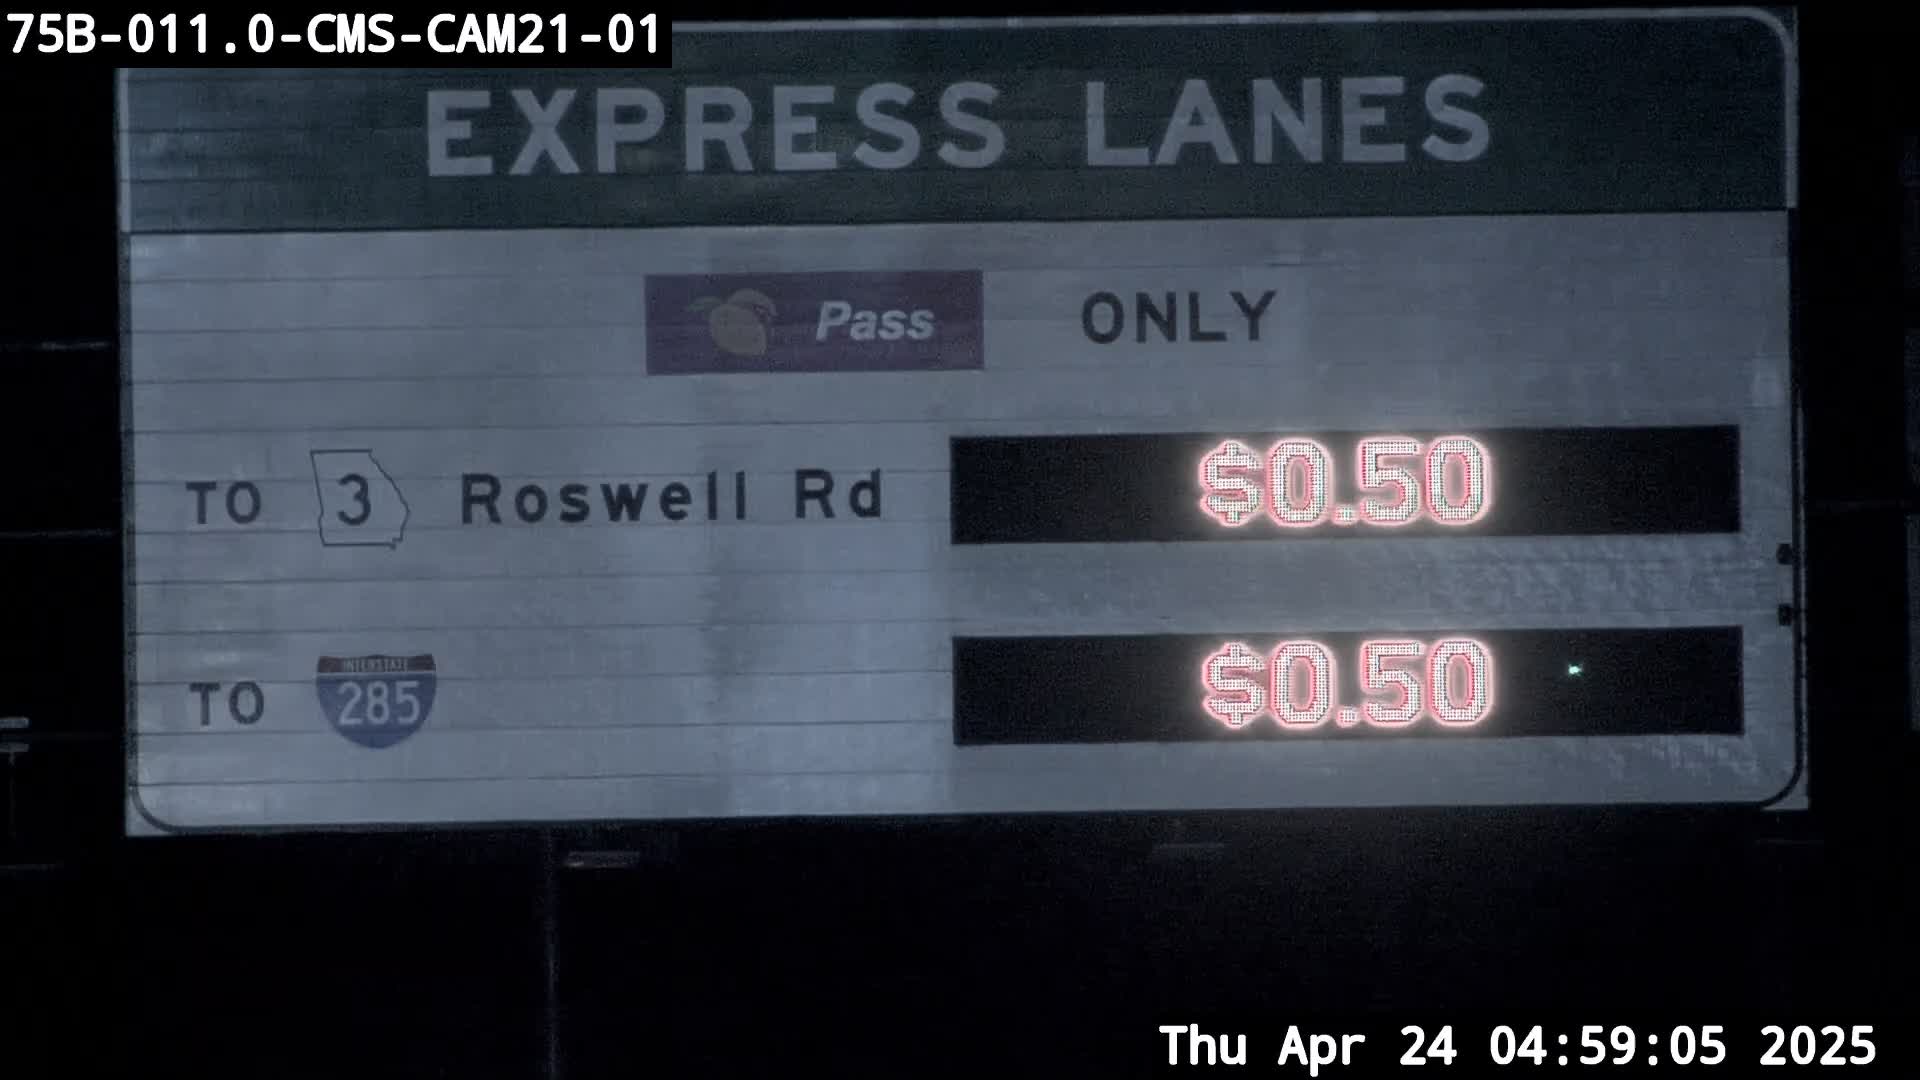 75B-011.0-CMS-CAM21-01
EXPRESS LANES
Pass ONLY
TO 3 Roswell Rd $0.50
INTERSTATE
TO 285 $0.50
Thu Apr 24 04:59:05 2025